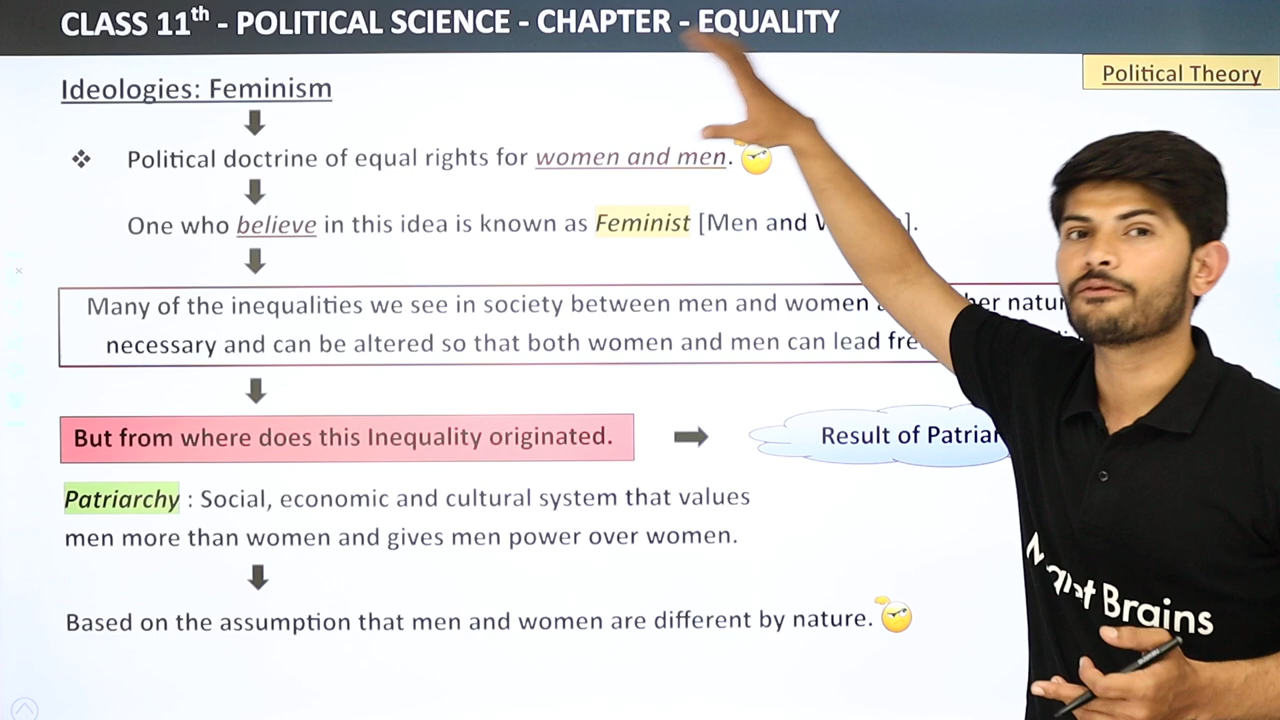 CLASS 11th - POLITICAL SCIENCE - CHAPTER - EQUALITY
Political Theory
Ideologies: Feminism
❖ Political doctrine of equal rights for women and men.
One who believe in this idea is known as Feminist [Men and
Many of the inequalities we see in society between men and women
necessary and can be altered so that both women and men can lead
But from where does this Inequality originated.
Result of
Patriarchy : Social, economic and cultural system that values
men more than women and gives men power over women.
Based on the assumption that men and women are different by nature.
Brains